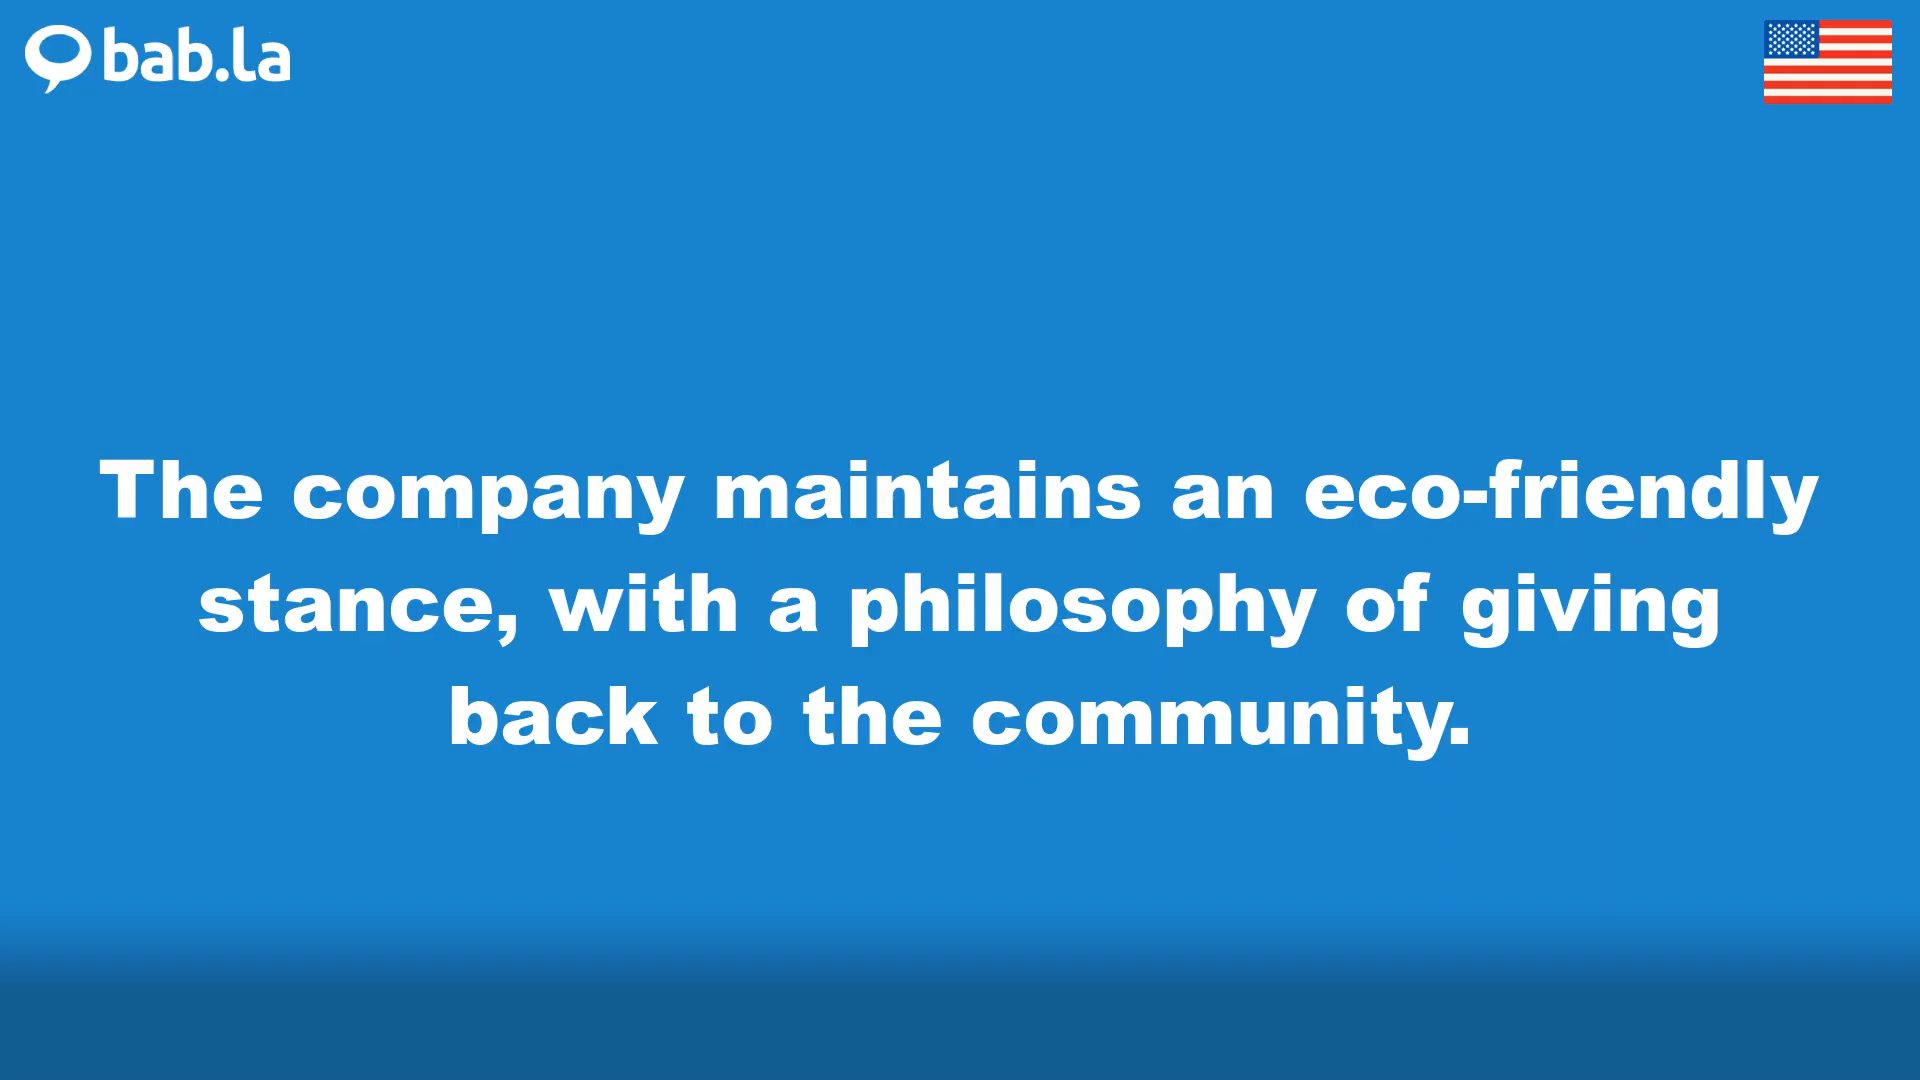 bab.la
The company maintains an eco-friendly
stance, with a philosophy of giving
back to the community.